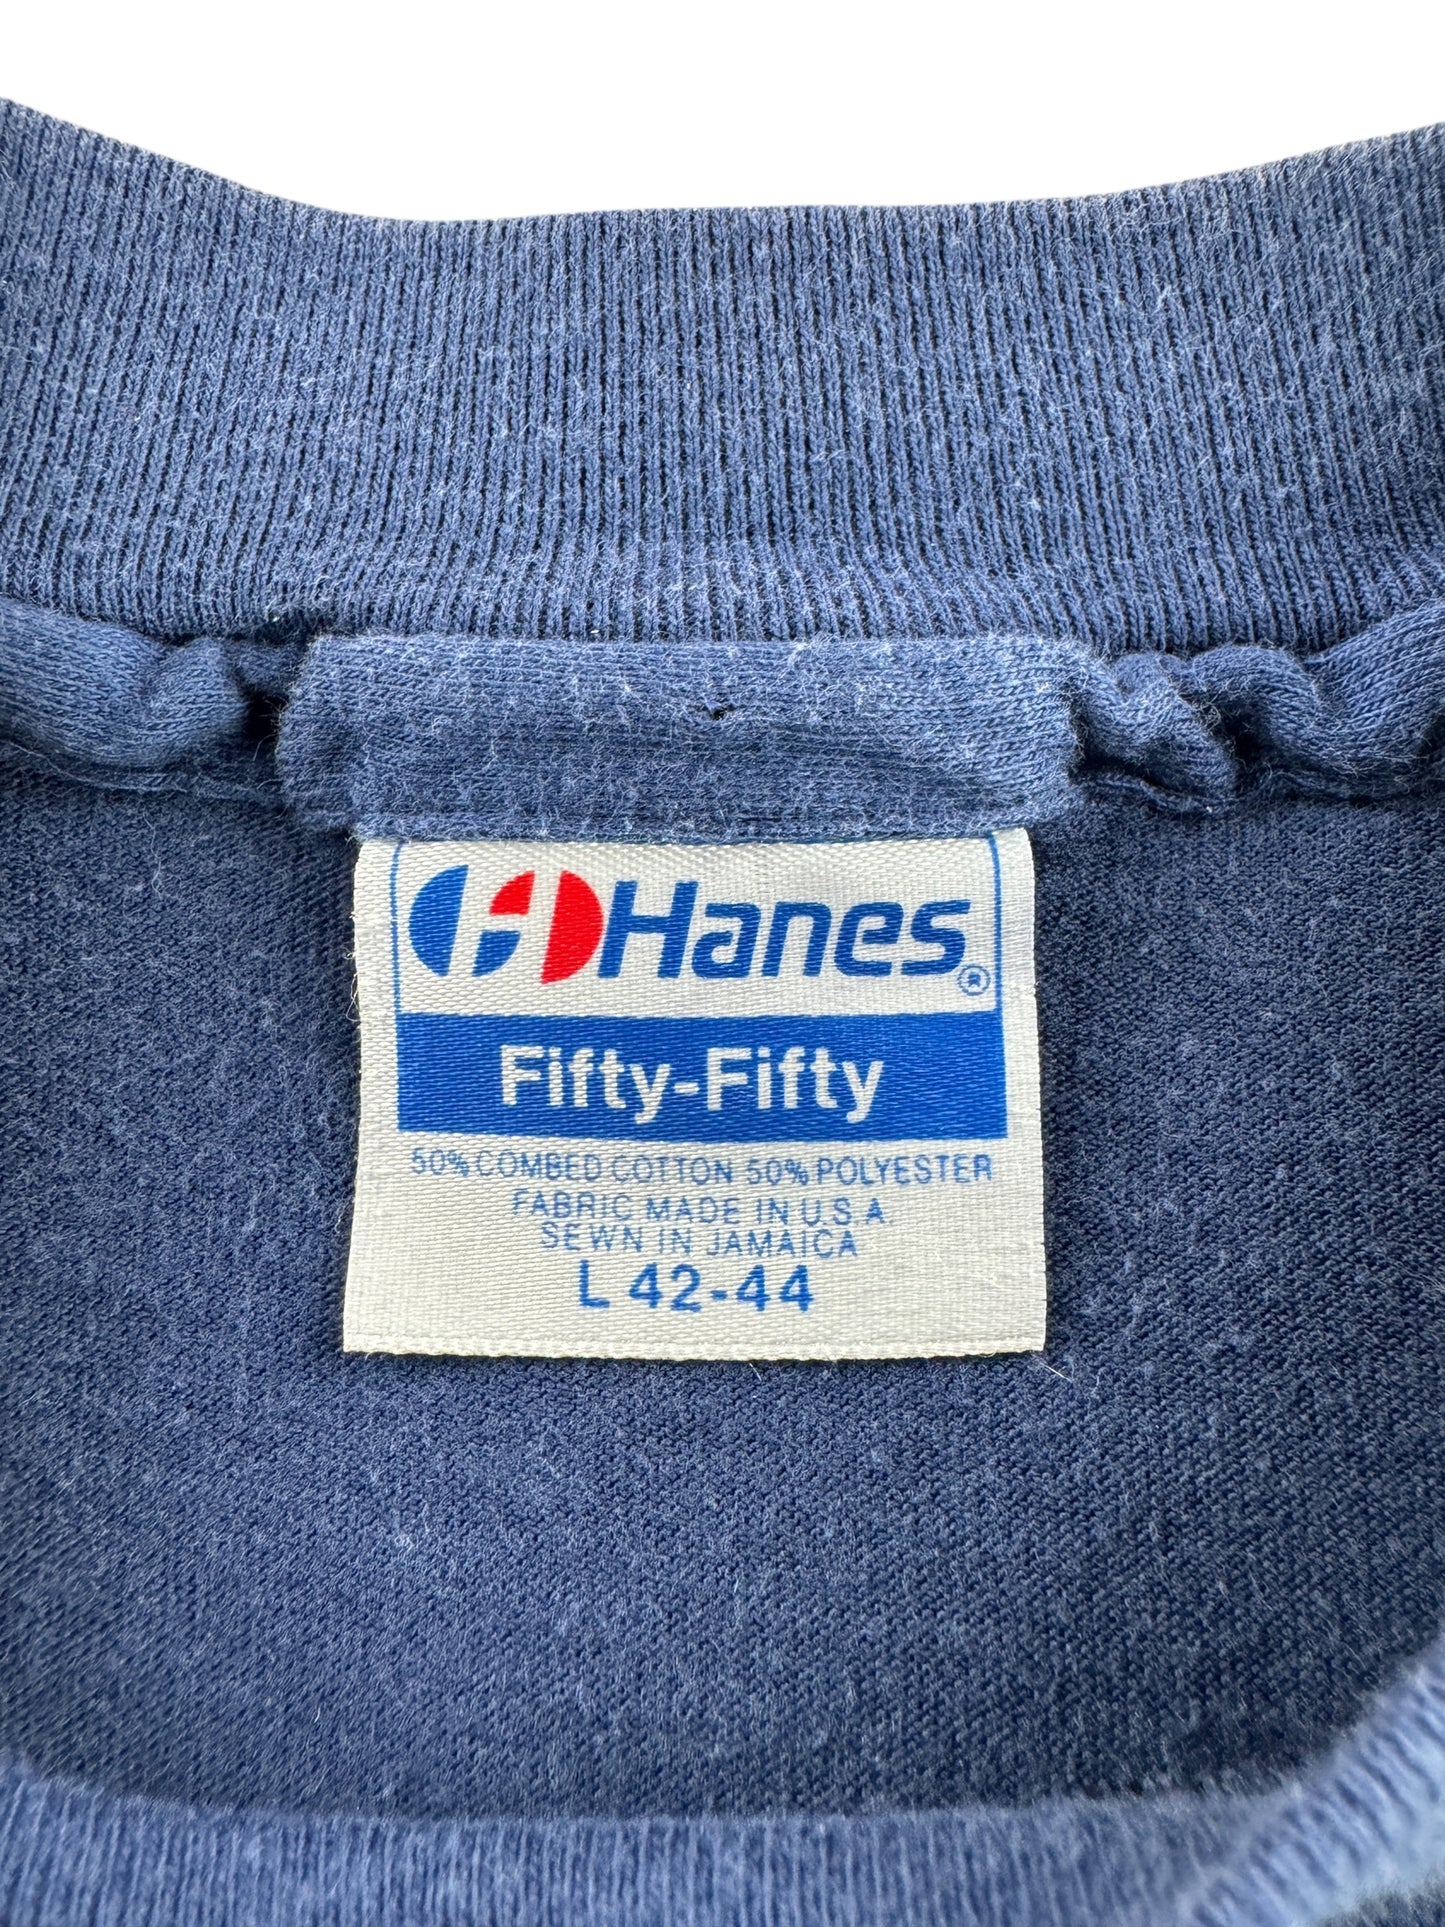 Hanes®
Fifty-Fifty
50% COMBED COTTON 50% POLYESTER
FABRIC MADE IN U.S.A.
SEWN IN JAMAICA
L 42-44